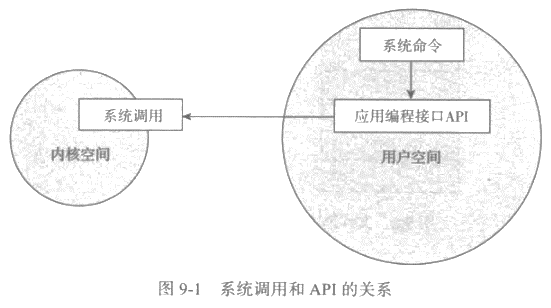 系统命令
系统调用
应用编程接口API
内核空间
用户空间
图 9-1 系统调用和 API 的关系